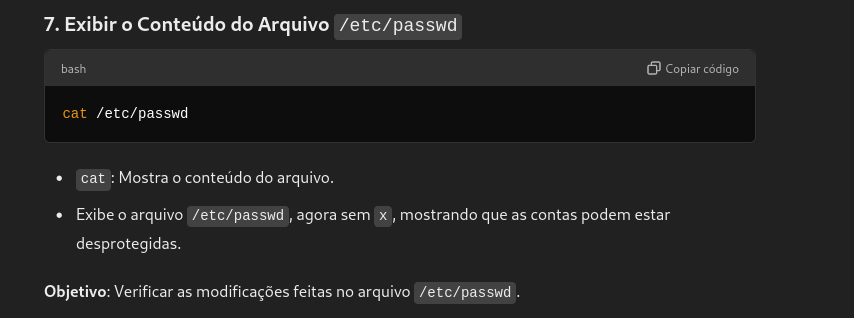 7. Exibir o Conteúdo do Arquivo /etc/passwd
bash
Copiar código
cat /etc/passwd
• cat: Mostra o conteúdo do arquivo.
• Exibe o arquivo /etc/passwd, agora sem x, mostrando que as contas podem estar
desprotegidas.
Objetivo: Verificar as modificações feitas no arquivo /etc/passwd.